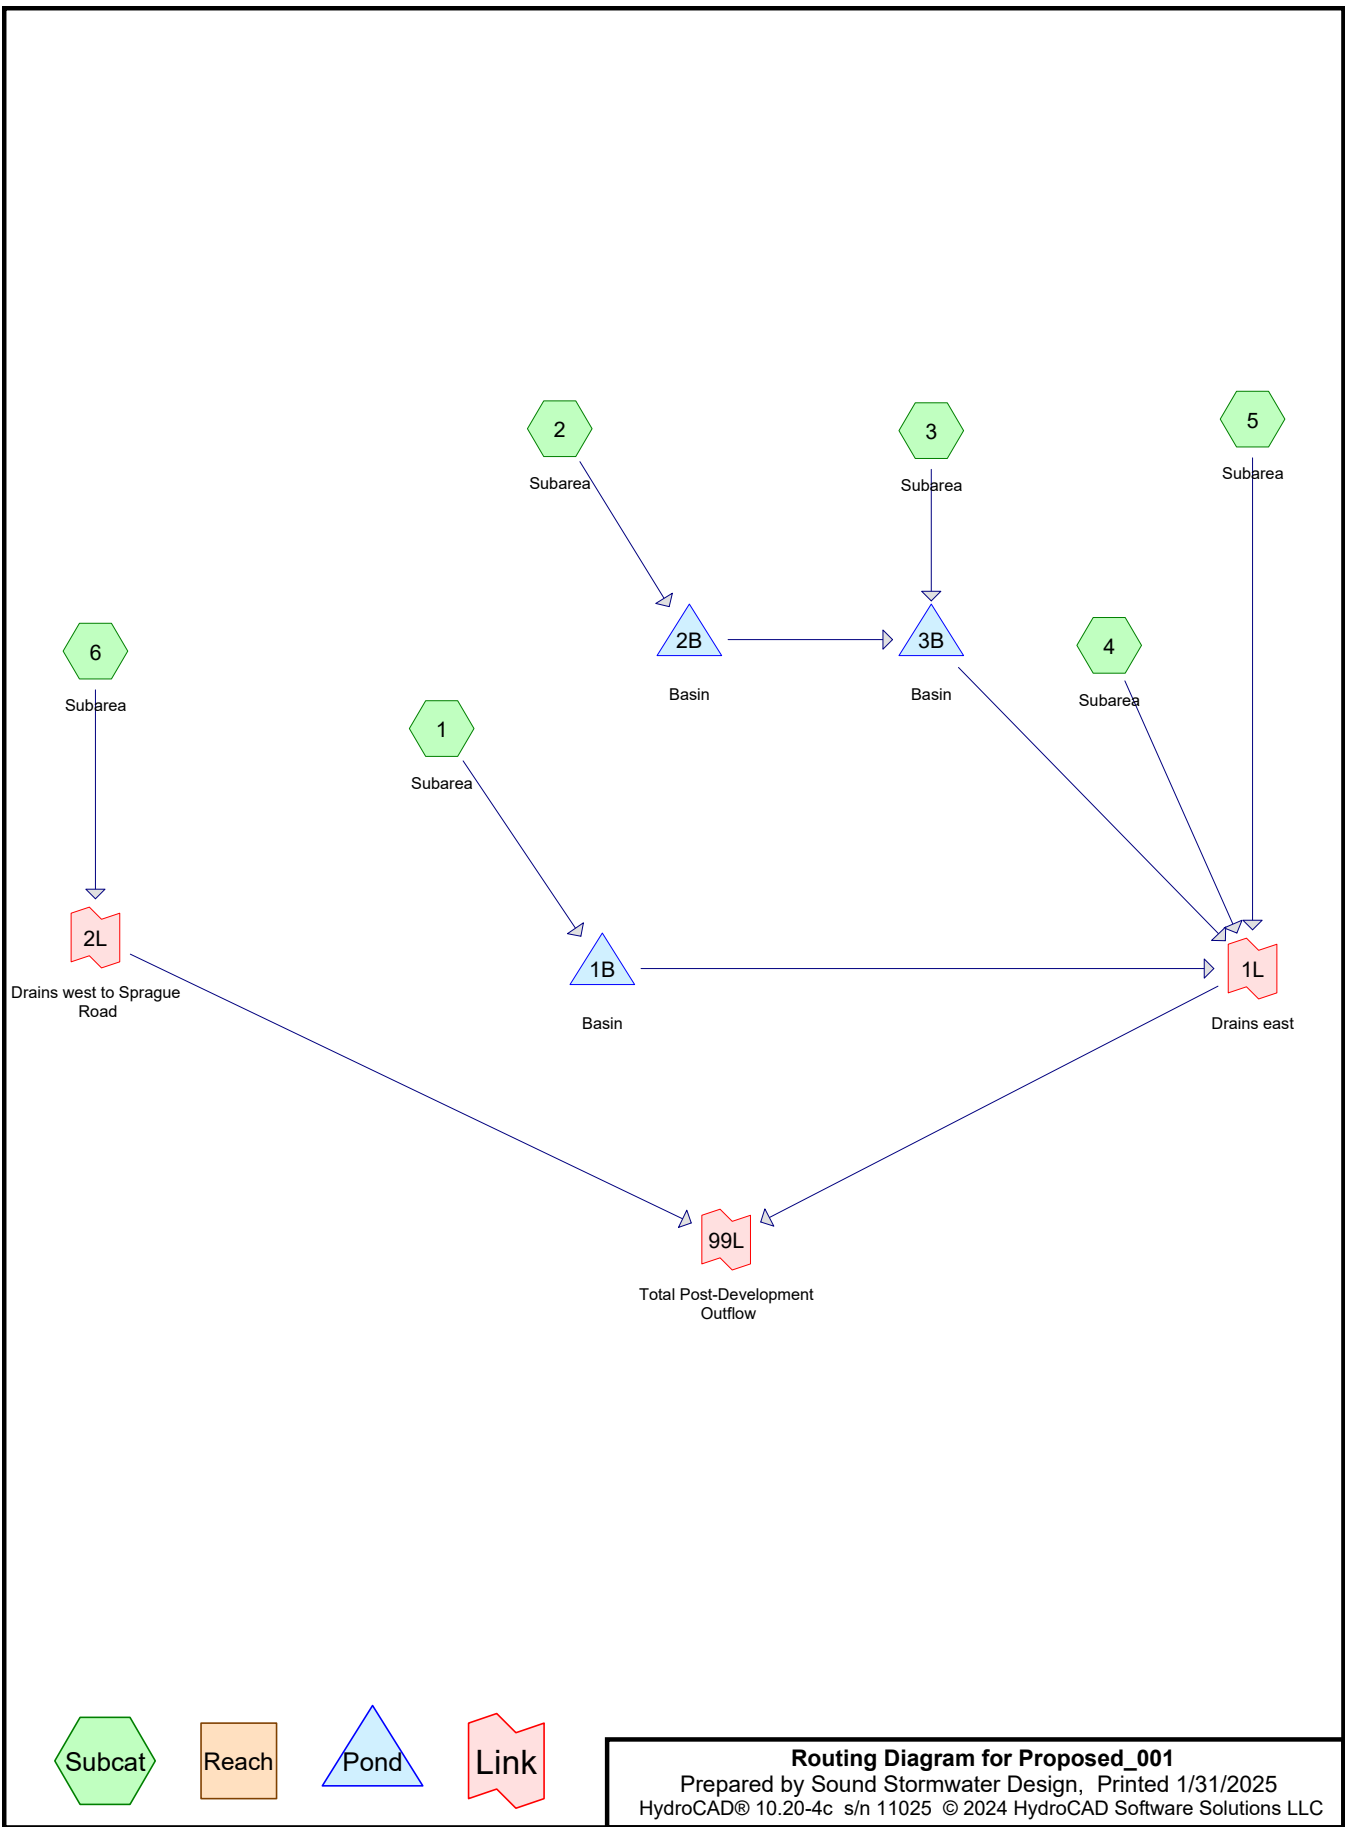 5
2
3
Subarea
Subarea
Subarea
2B
3B
4
6
Basin
Basin
Subarea
Subarea
1
Subarea
2L
1B
1L
Drains west to Sprague
Road
Basin
Drains east
99L
Total Post-Development
Outflow
Subcat
Reach
Pond
Link
Routing Diagram for Proposed_001
Prepared by Sound Stormwater Design,  Printed 1/31/2025
HydroCAD® 10.20-4c  s/n 11025  © 2024 HydroCAD Software Solutions LLC